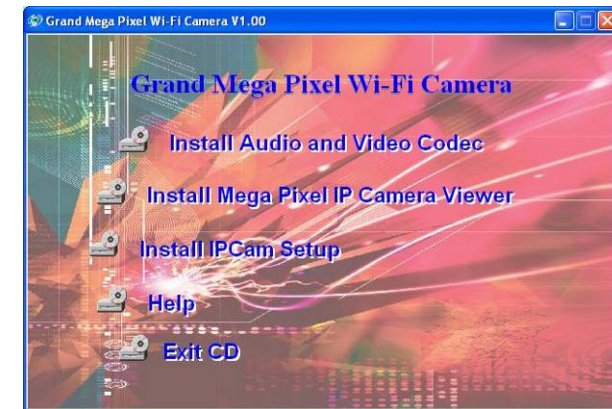 Grand Mega Pixel Wi-Fi Camera V1.00
Grand Mega Pixel Wi-Fi Camera
Install Audio and Video Codec
Install Mega Pixel IP Camera Viewer
Install IPCam Setup
Help
Exit CD